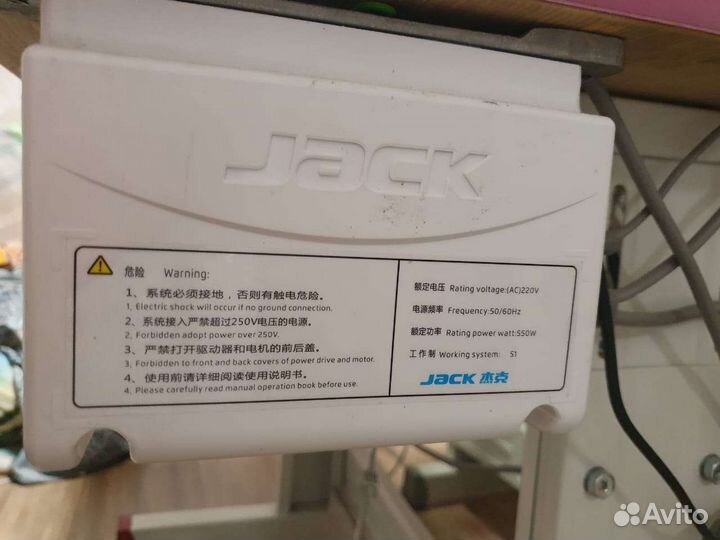 JACK
危险 Warning:
1、系统必须接地，否则有触电危险。
1. Electric shock will occur if no ground connection.
2、系统接入严禁超过250V电压的电源。
2. Forbidden adopt power over 250V.
3、严禁打开驱动器和电机的前后盖。
3. Forbidden to front and back covers of power drive and motor.
4、使用前请详细阅读使用说明书。
4. Please carefully read manual operation book before use.
额定电压 Rating voltage:(AC)220V
电源频率 Frequency:50/60Hz
额定功率 Rating power watt:550W
工作制 Working system: S1
JACK 杰克
Avito